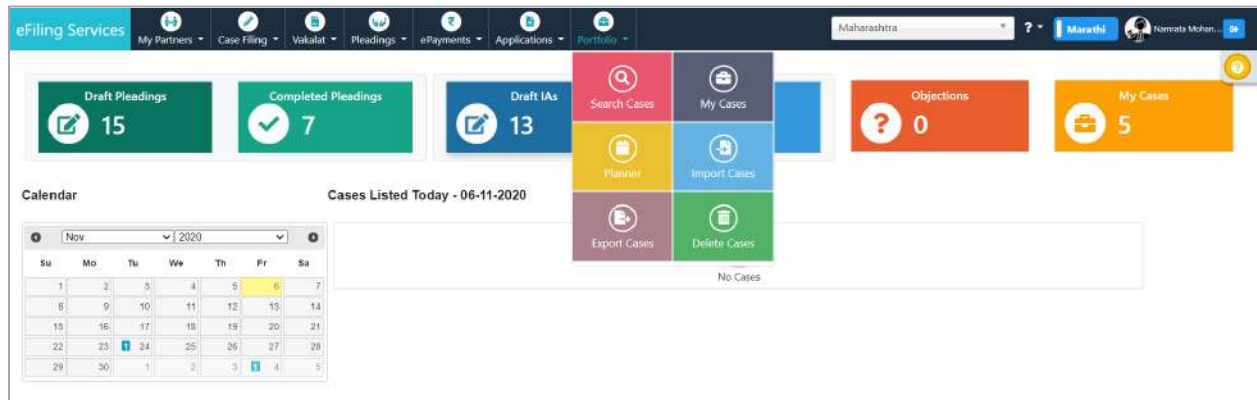 eFiling Services
My Partners
Case Filing
Vakalat
Pleadings
ePayments
Applications
Portfolio
Maharashtra
?
Marathi
Namrata Mohan...
Draft Pleadings
15
Completed Pleadings
7
Draft IAs
13
Search Cases
My Cases
Planner
Import Cases
Export Cases
Delete Cases
Objections
0
My Cases
5
Calendar
Cases Listed Today - 06-11-2020
Nov 2020
Su Mo Tu We Th Fr Sa
1 2 3 4 5 6 7
8 9 10 11 12 13 14
15 16 17 18 19 20 21
22 23 1 24 25 26 27 28
29 30 1 2 3 1 4 5
No Cases